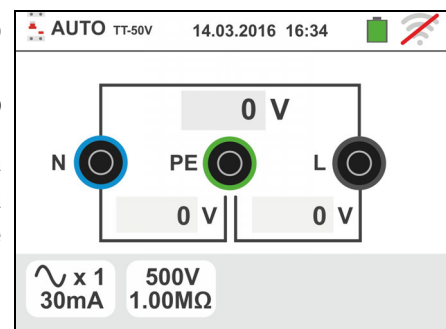 AUTO TT-50V 14.03.2016 16:34
0 V
N PE L
0 V 0 V
x 1 500V
30mA 1.00MΩ